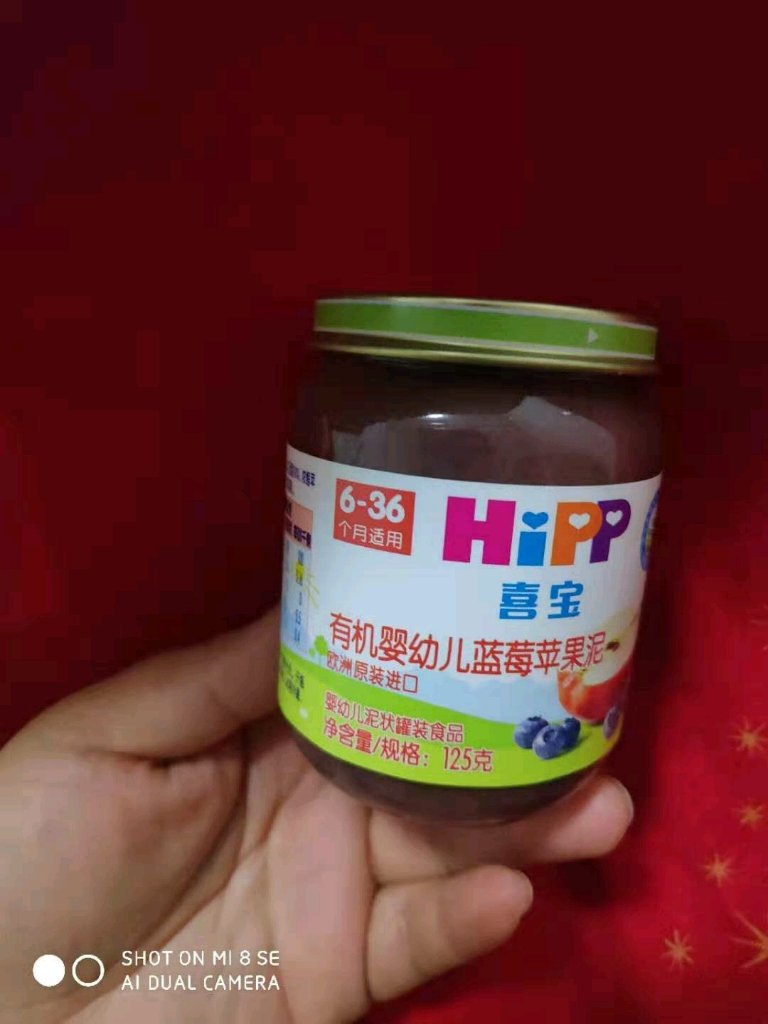 6-36
个月适用
HiPP
喜宝
有机婴幼儿蓝莓苹果泥
欧洲原装进口
婴幼儿泥状罐装食品
净含量/规格：125克
SHOT ON MI 8 SE
AI DUAL CAMERA